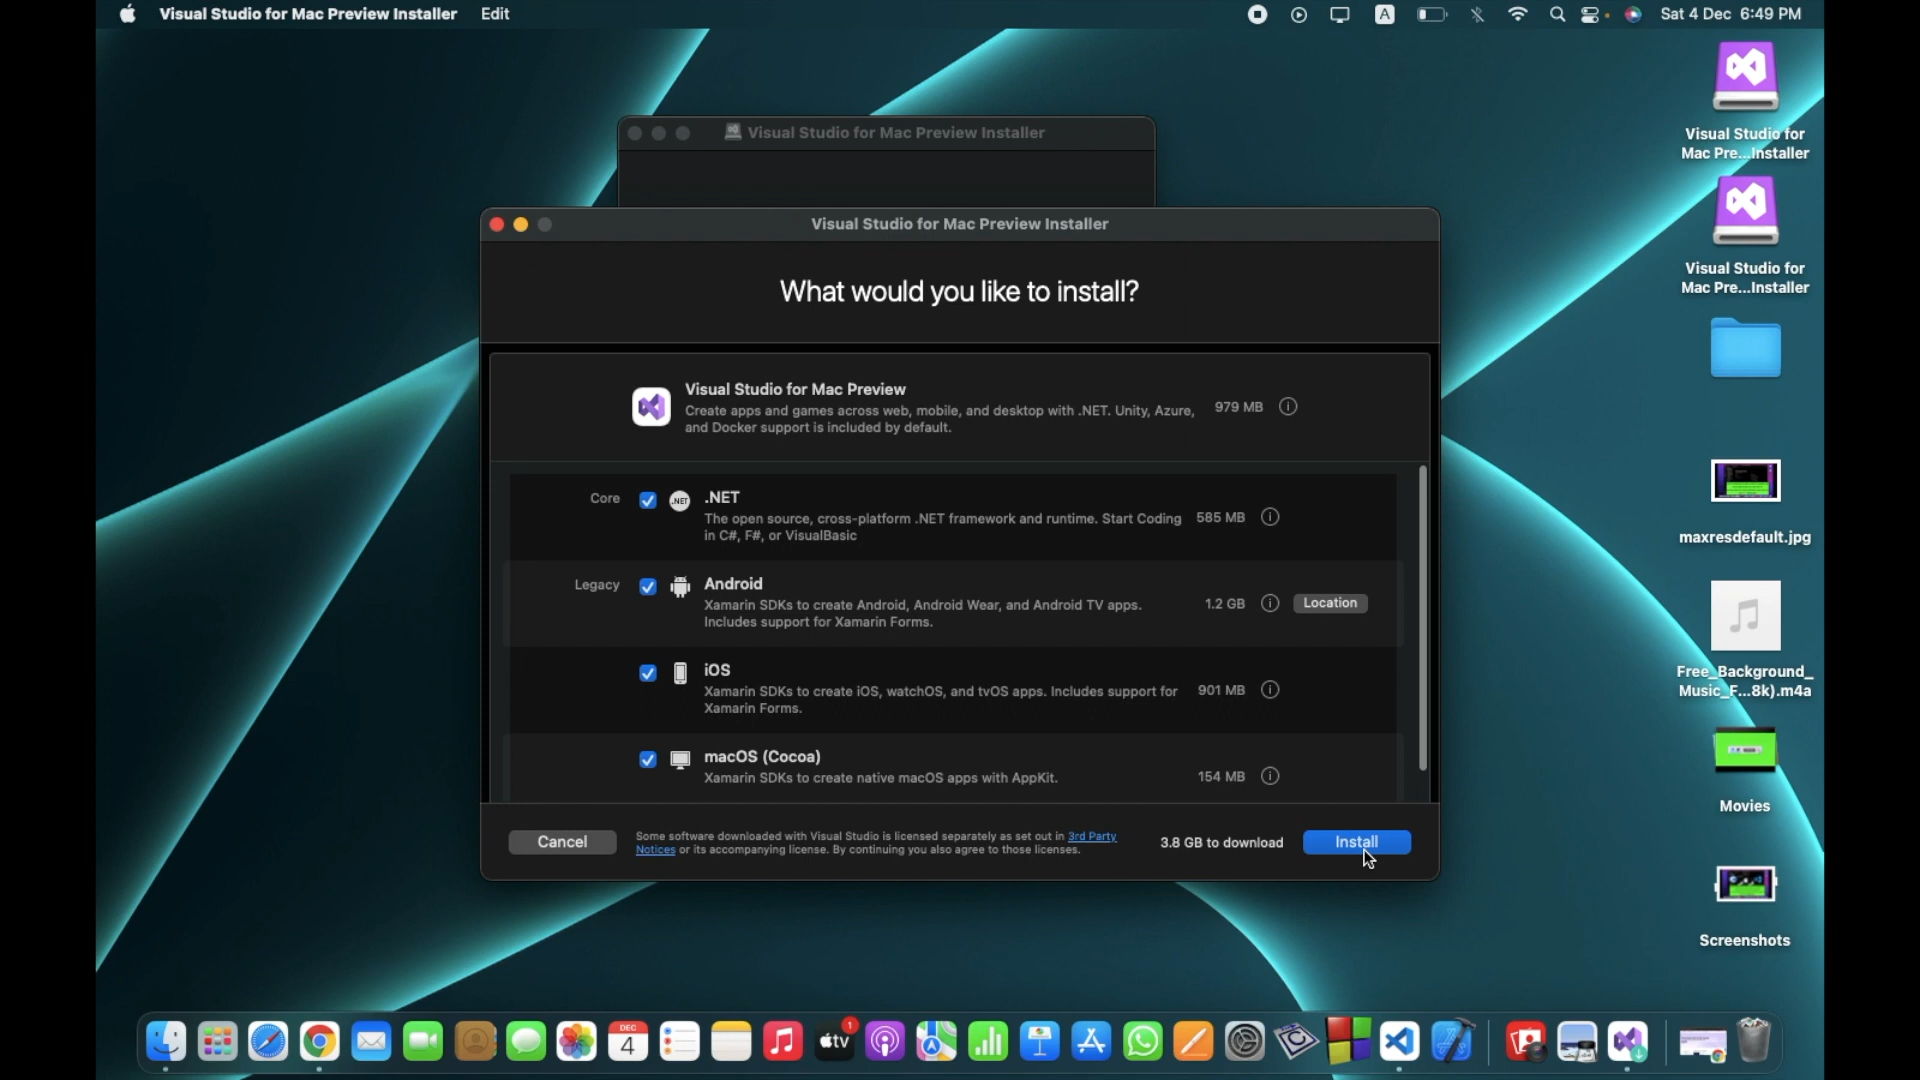 Visual Studio for Mac Preview Installer Edit
A
Sat 4 Dec 6:49 PM
Visual Studio for
Mac Pre...Installer
Visual Studio for
Mac Pre...Installer
maxresdefault.jpg
Free_Background_
Music_F...8k).m4a
Movies
Screenshots
Visual Studio for Mac Preview Installer
Visual Studio for Mac Preview Installer
What would you like to install?
Visual Studio for Mac Preview
Create apps and games across web, mobile, and desktop with .NET. Unity, Azure,
and Docker support is included by default.
979 MB
Core
.NET
.NET
The open source, cross-platform .NET framework and runtime. Start Coding
in C#, F#, or VisualBasic
585 MB
Legacy
Android
Xamarin SDKs to create Android, Android Wear, and Android TV apps.
Includes support for Xamarin Forms.
1.2 GB
Location
iOS
Xamarin SDKs to create iOS, watchOS, and tvOS apps. Includes support for
Xamarin Forms.
901 MB
macOS (Cocoa)
Xamarin SDKs to create native macOS apps with AppKit.
154 MB
Cancel
Some software downloaded with Visual Studio is licensed separately as set out in 3rd Party
Notices or its accompanying license. By continuing you also agree to those licenses.
3.8 GB to download
Install
DEC
4
tv
1